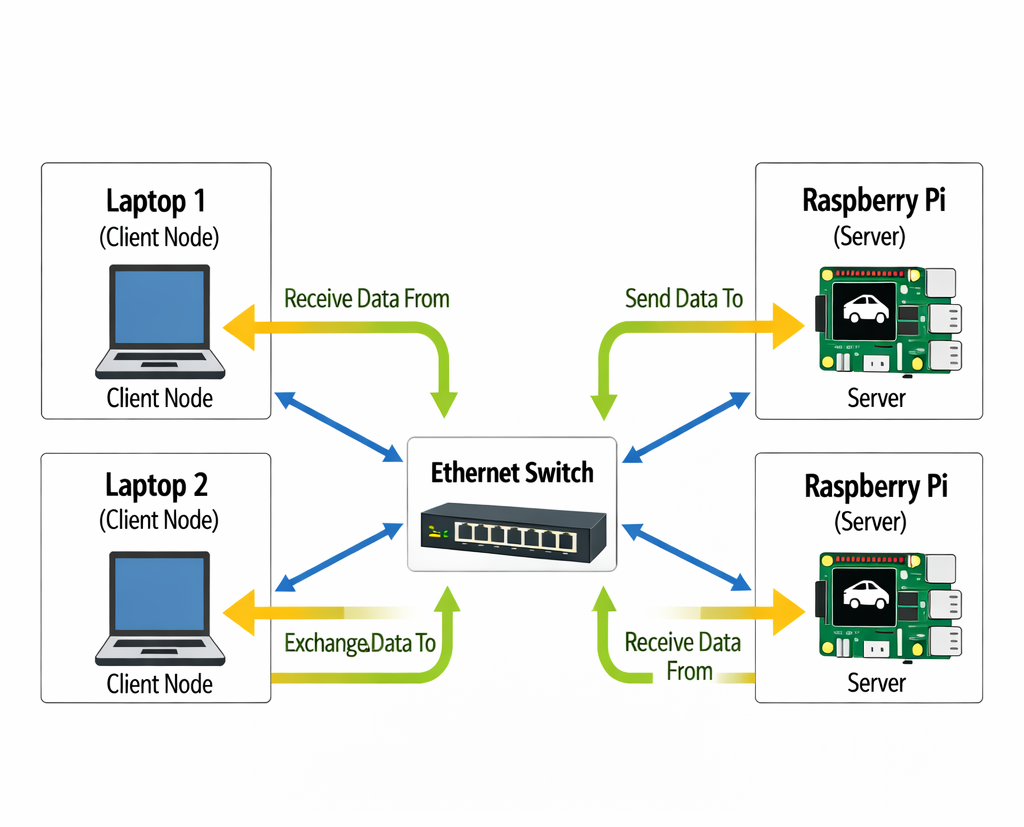 Laptop 1
(Client Node)
Client Node
Receive Data From
Send Data To
Raspberry Pi
(Server)
Server
Ethernet Switch
Laptop 2
(Client Node)
Client Node
Exchange Data To
Receive Data
From
Raspberry Pi
(Server)
Server